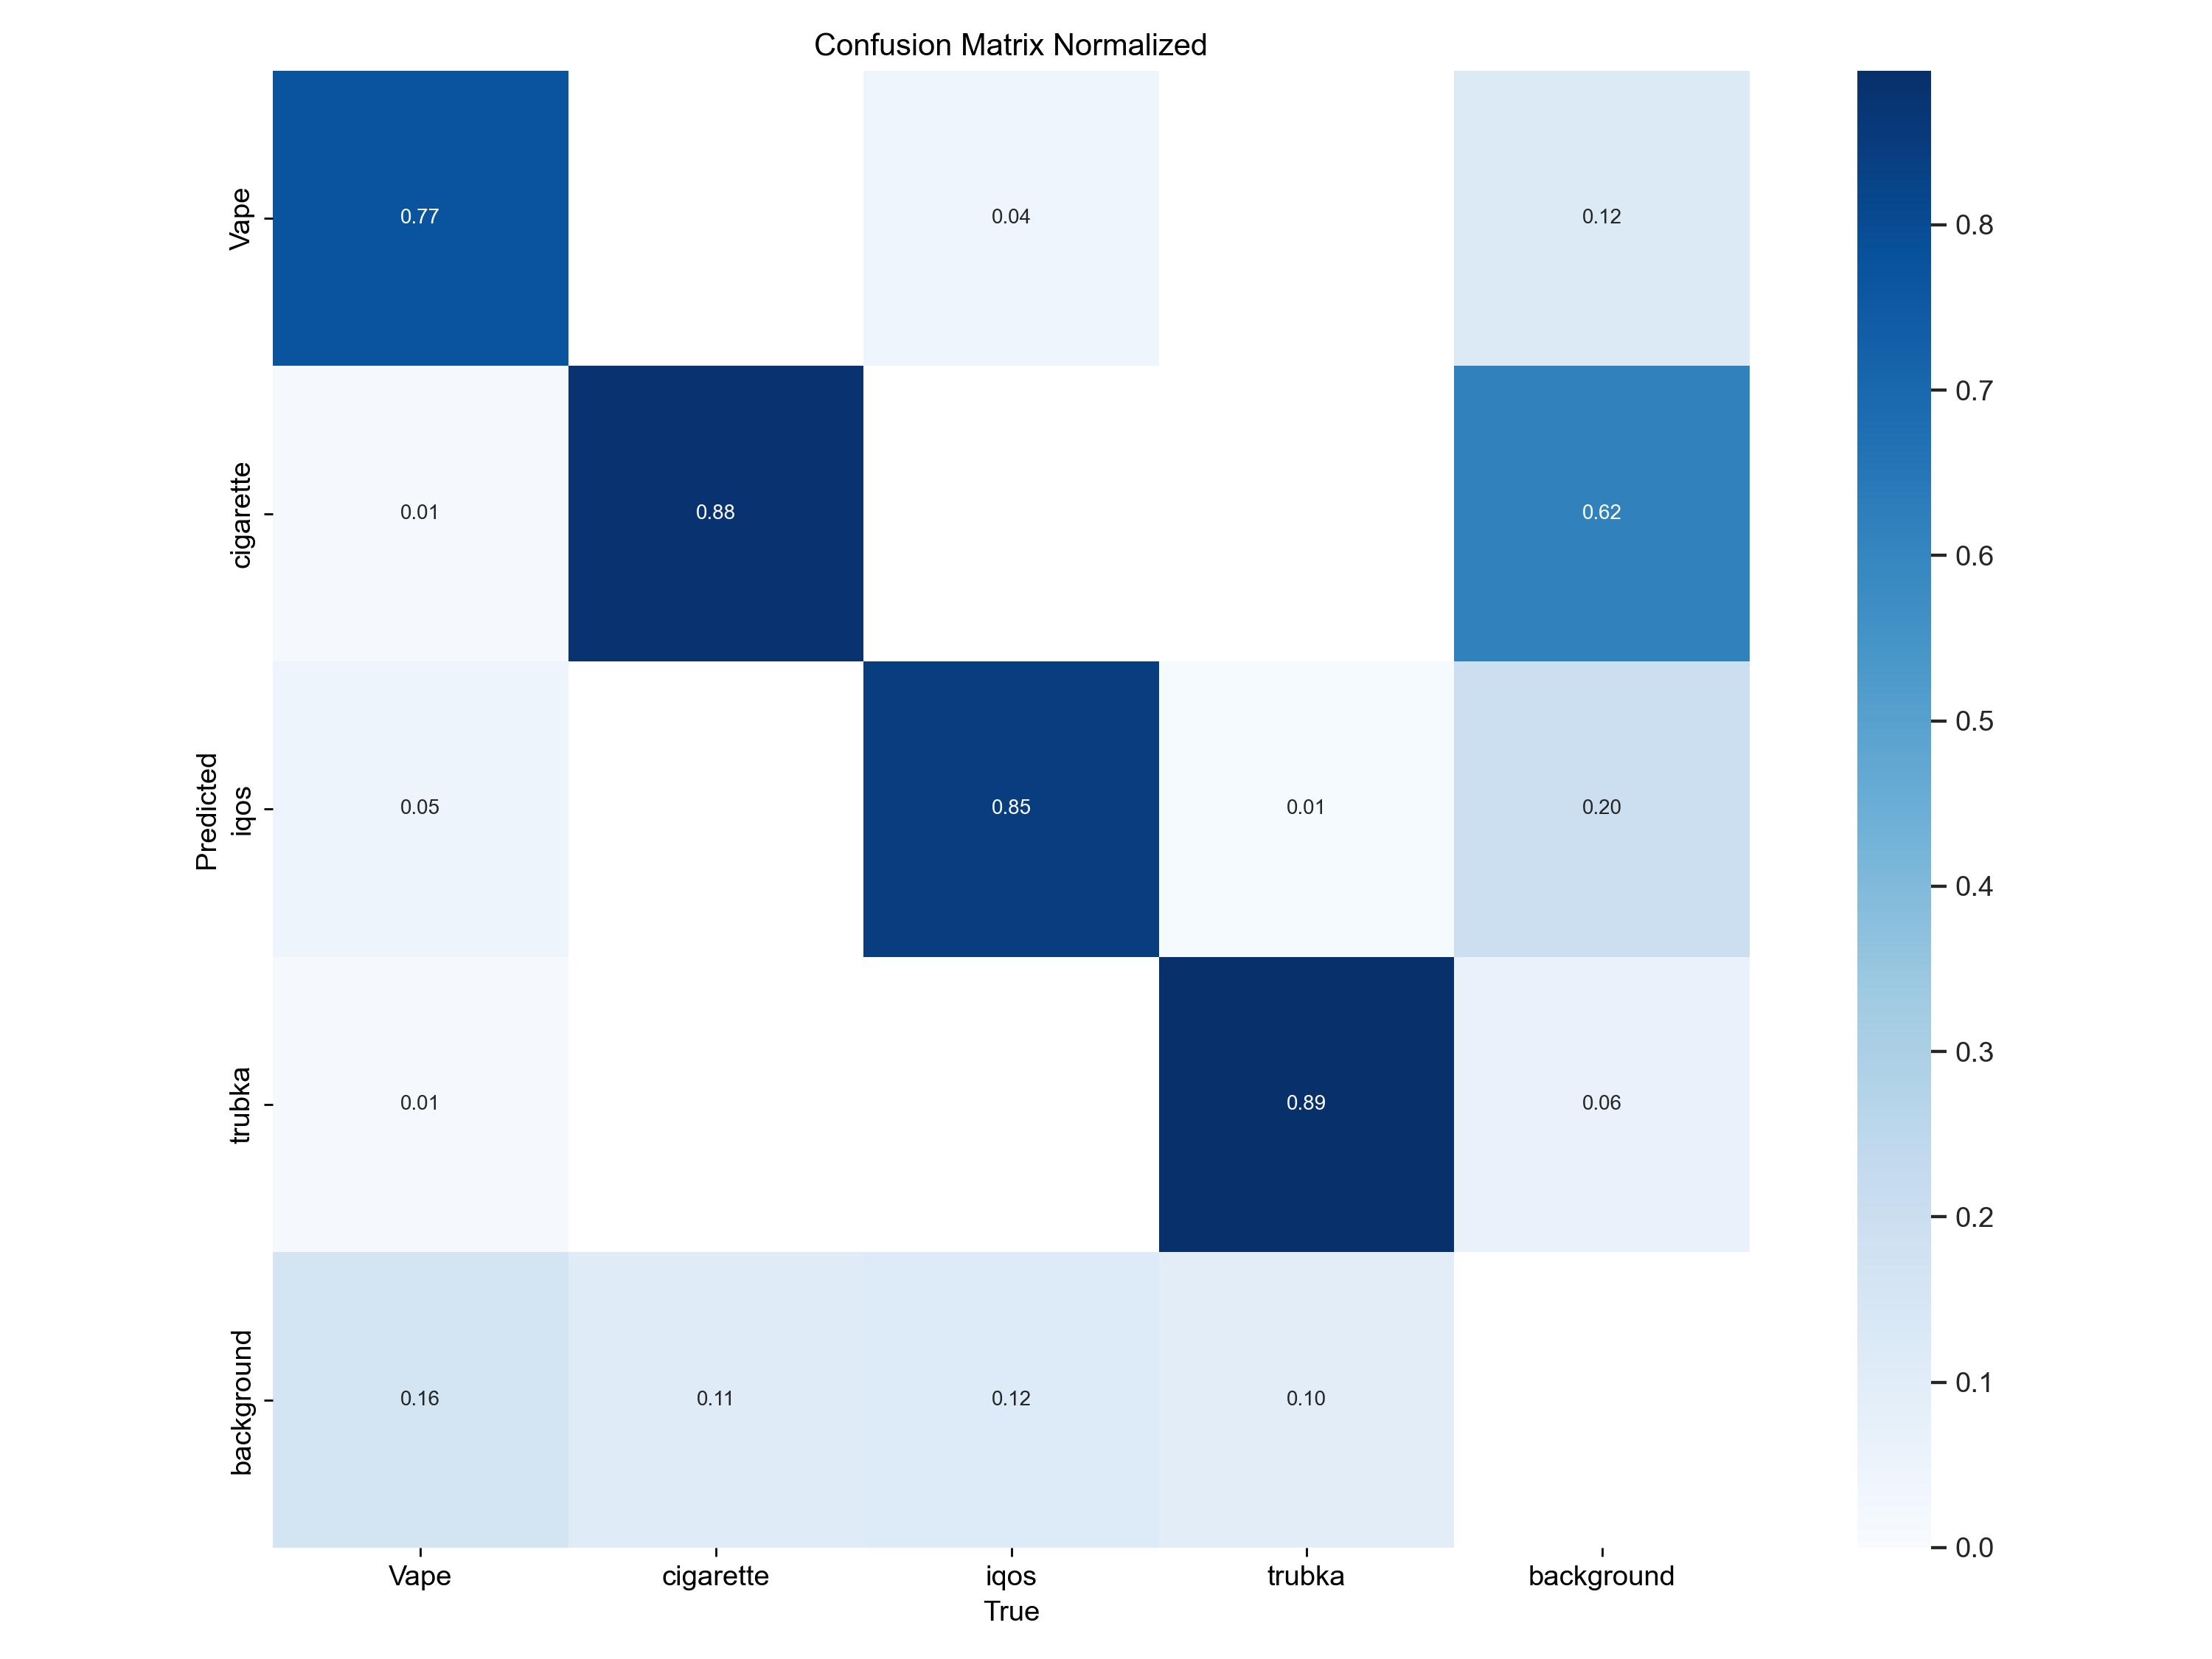 Confusion Matrix Normalized
Vape
0.77
0.04
0.12
cigarette
0.01
0.88
0.62
Predicted
iqos
0.05
0.85
0.01
0.20
trubka
0.01
0.89
0.06
background
0.16
0.11
0.12
0.10
Vape
cigarette
iqos
trubka
background
True
0.8
0.7
0.6
0.5
0.4
0.3
0.2
0.1
0.0